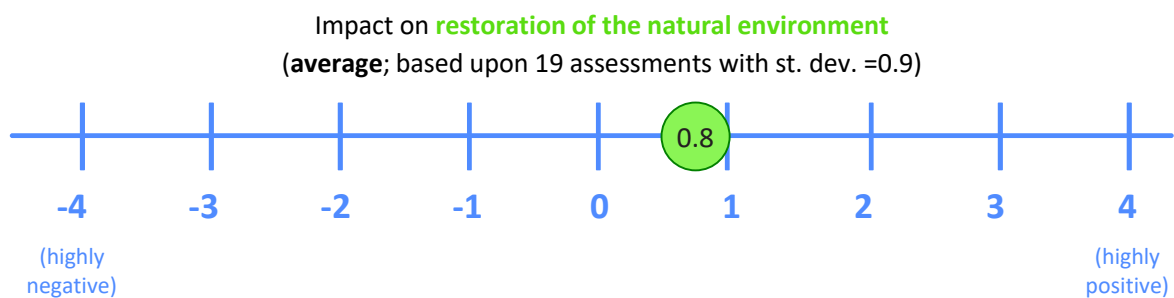 Impact on restoration of the natural environment
(average; based upon 19 assessments with st. dev. =0.9)
0.8
-4 -3 -2 -1 0 1 2 3 4
(highly (highly
negative) positive)